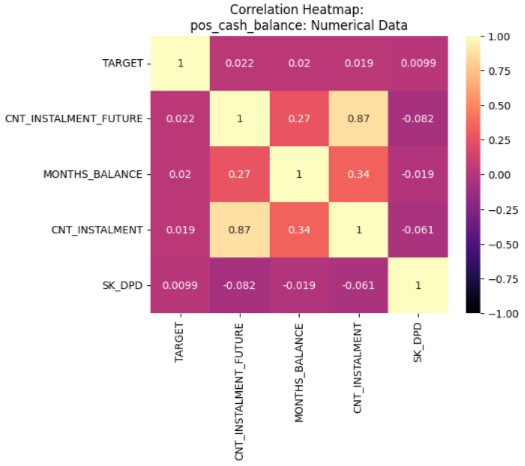 Correlation Heatmap:
pos_cash_balance: Numerical Data
TARGET 1 0.022 0.02 0.019 0.0099
CNT_INSTALMENT_FUTURE 0.022 1 0.27 0.87 -0.082
MONTHS_BALANCE 0.02 0.27 1 0.34 -0.019
CNT_INSTALMENT 0.019 0.87 0.34 1 -0.061
SK_DPD 0.0099 -0.082 -0.019 -0.061 1
TARGET
CNT_INSTALMENT_FUTURE
MONTHS_BALANCE
CNT_INSTALMENT
SK_DPD
1.00
0.75
0.50
0.25
0.00
−0.25
−0.50
−0.75
−1.00